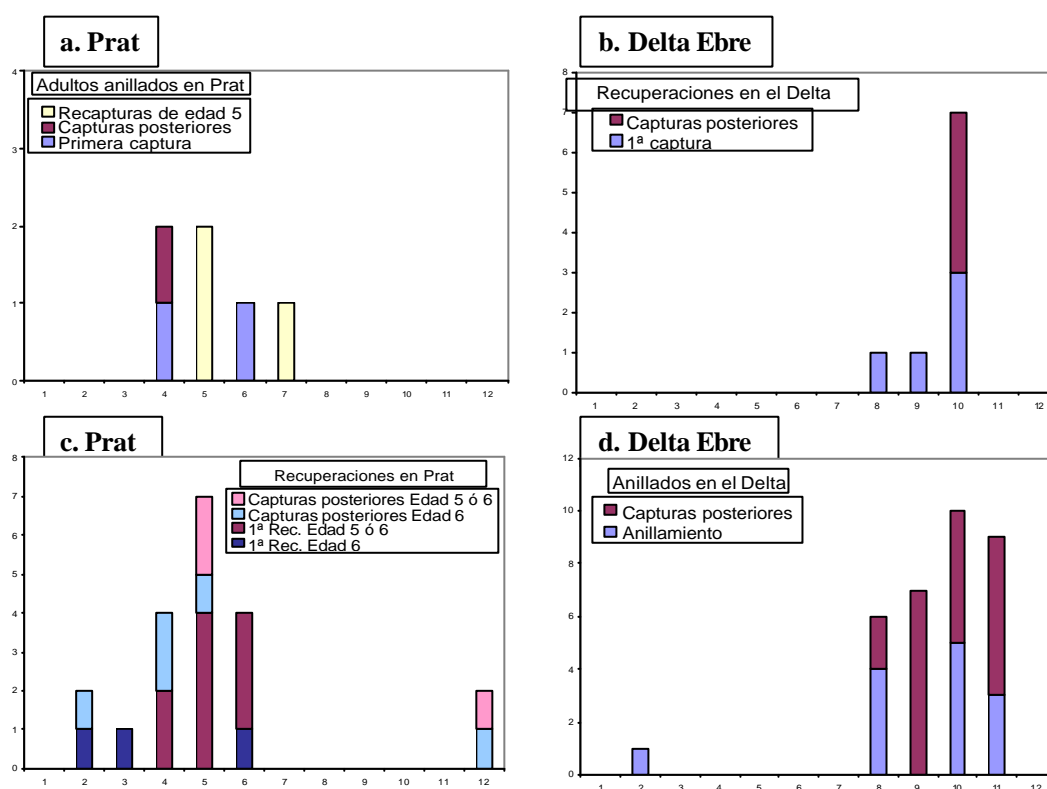 a. Prat
Adultos anillados en Prat
Recapturas de edad 5
Capturas posteriores
Primera captura
4
3
2
1
0
1 2 3 4 5 6 7 8 9 10 11 12
b. Delta Ebre
Recuperaciones en el Delta
Capturas posteriores
1ª captura
8
7
6
5
4
3
2
1
0
1 2 3 4 5 6 7 8 9 10 11 12
c. Prat
Recuperaciones en Prat
Capturas posteriores Edad 5 ó 6
Capturas posteriores Edad 6
1ª Rec. Edad 5 ó 6
1ª Rec. Edad 6
8
7
6
5
4
3
2
1
0
1 2 3 4 5 6 7 8 9 10 11 12
d. Delta Ebre
Anillados en el Delta
Capturas posteriores
Anillamiento
12
10
8
6
4
2
0
1 2 3 4 5 6 7 8 9 10 11 12